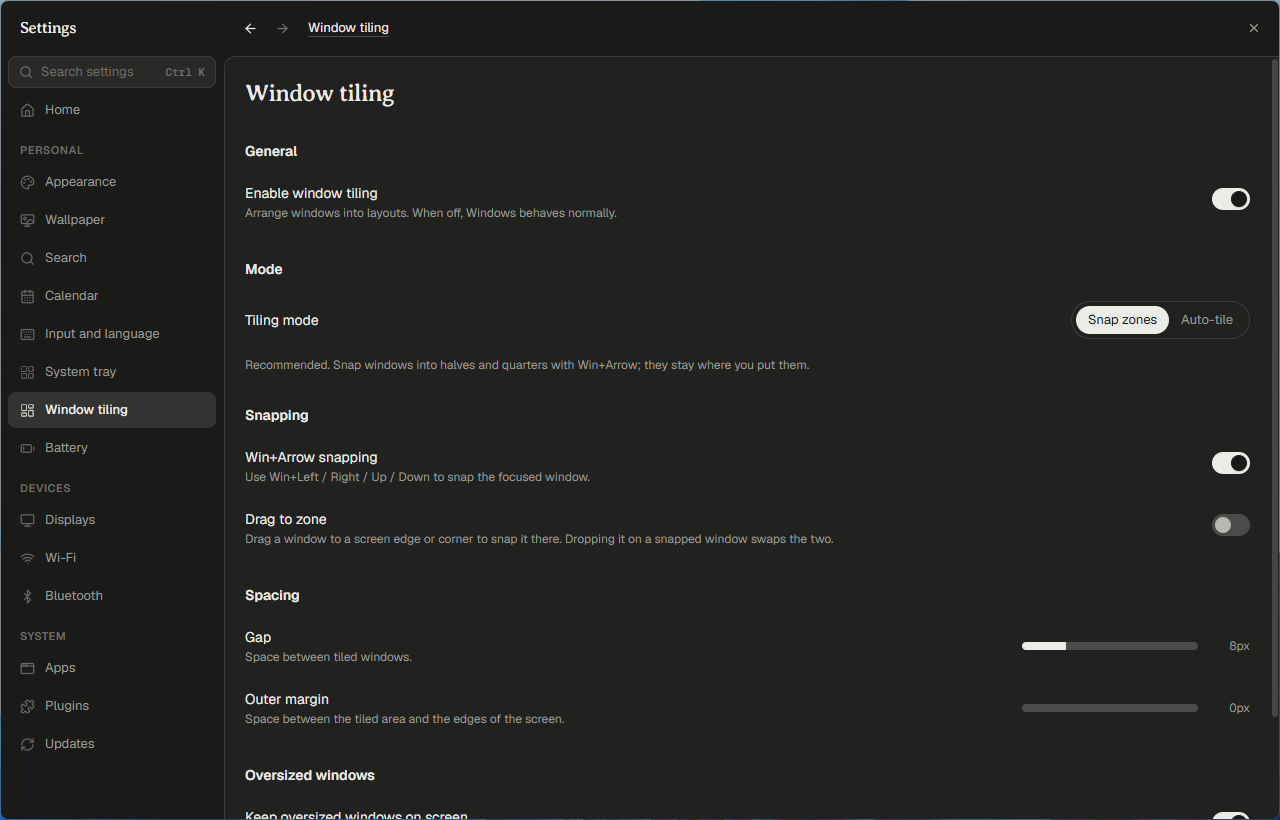 Settings
Window tiling
Search settings
Ctrl K
Home
PERSONAL
Appearance
Wallpaper
Search
Calendar
Input and language
System tray
Window tiling
Battery
DEVICES
Displays
Wi-Fi
Bluetooth
SYSTEM
Apps
Plugins
Updates
Window tiling
General
Enable window tiling
Arrange windows into layouts. When off, Windows behaves normally.
Mode
Tiling mode
Snap zones
Auto-tile
Recommended. Snap windows into halves and quarters with Win+Arrow; they stay where you put them.
Snapping
Win+Arrow snapping
Use Win+Left / Right / Up / Down to snap the focused window.
Drag to zone
Drag a window to a screen edge or corner to snap it there. Dropping it on a snapped window swaps the two.
Spacing
Gap
Space between tiled windows.
8px
Outer margin
Space between the tiled area and the edges of the screen.
0px
Oversized windows
Keep oversized windows on screen